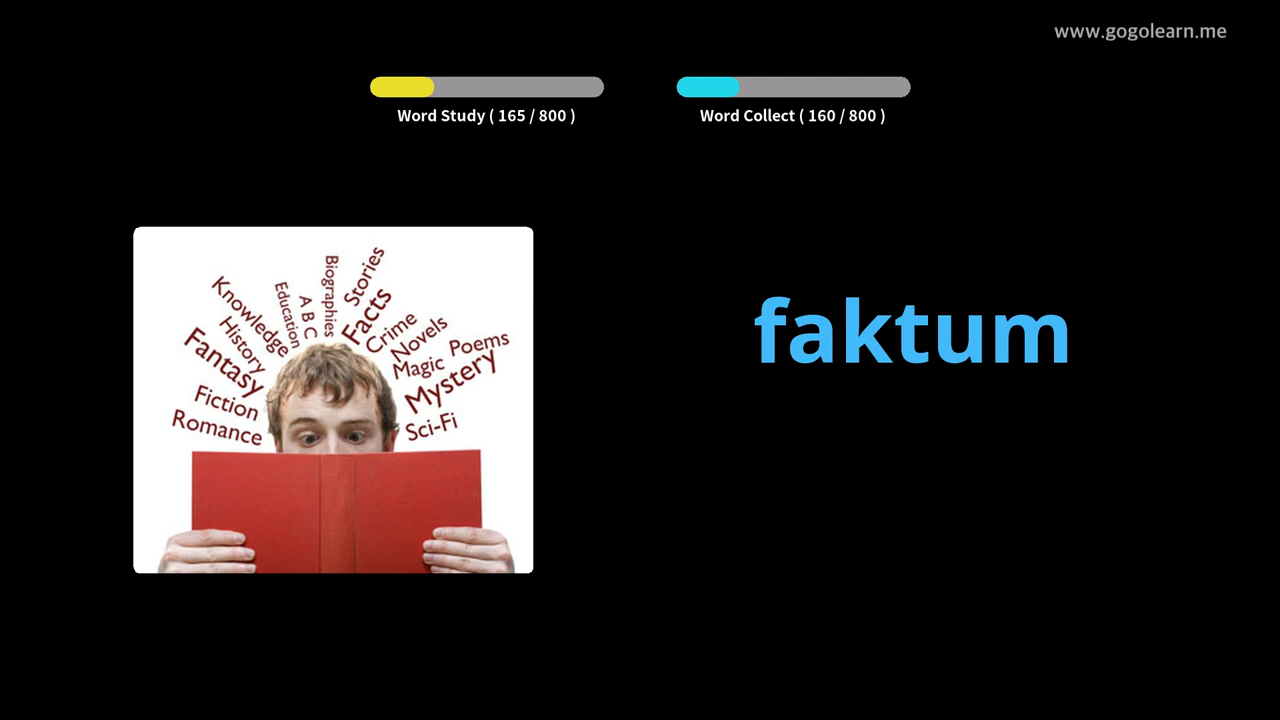 www.gogolearn.me
Word Study ( 165 / 800 )
Word Collect ( 160 / 800 )
Biographies
Stories
Education
A B C
Facts
Knowledge
Crime
History
Novels
Poems
Fantasy
Magic
Mystery
Fiction
Romance
Sci-Fi
faktum